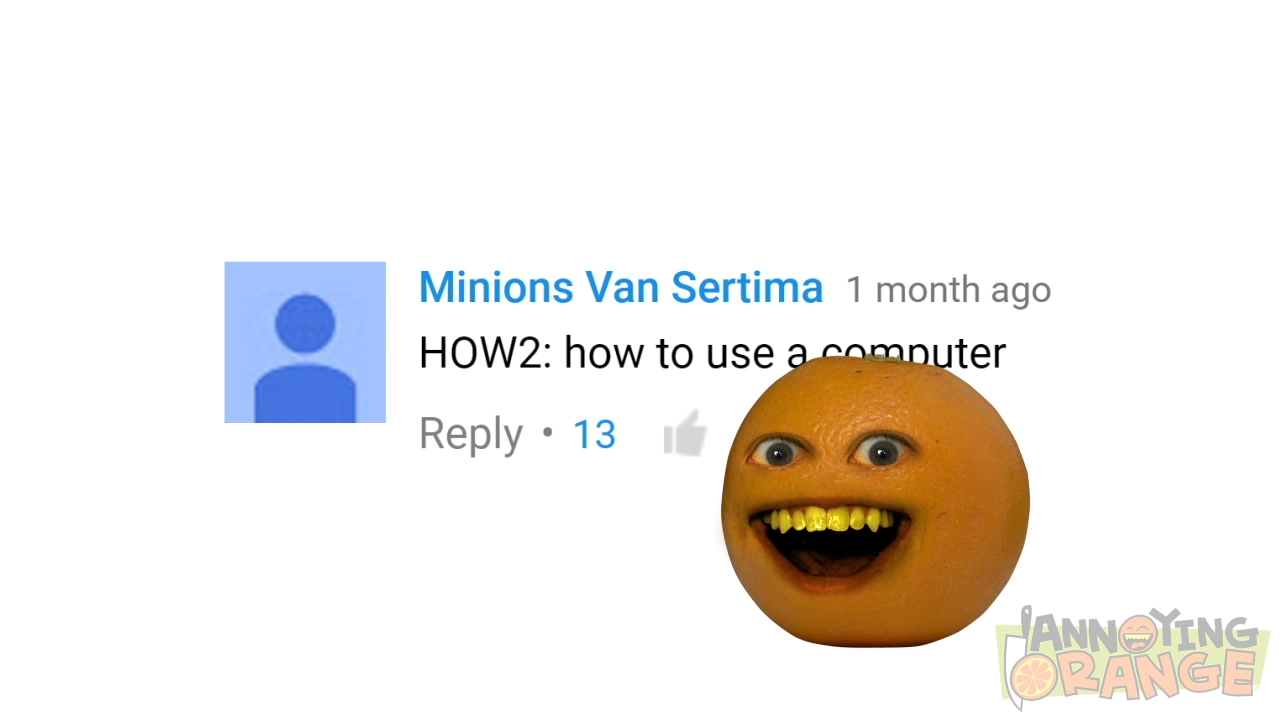 Minions Van Sertima 1 month ago
HOW2: how to use a computer
Reply • 13
ANNOYING
ORANGE